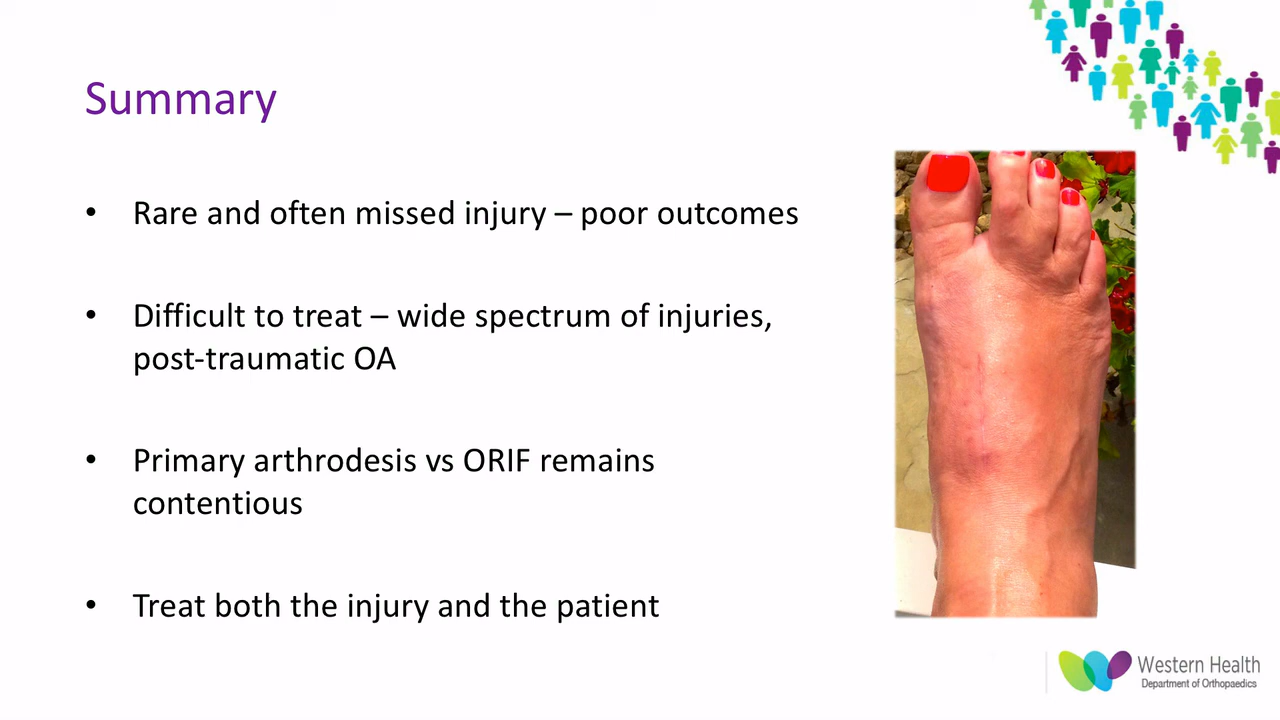 Summary
• Rare and often missed injury – poor outcomes
• Difficult to treat – wide spectrum of injuries,
post-traumatic OA
• Primary arthrodesis vs ORIF remains
contentious
• Treat both the injury and the patient
Western Health
Department of Orthopaedics